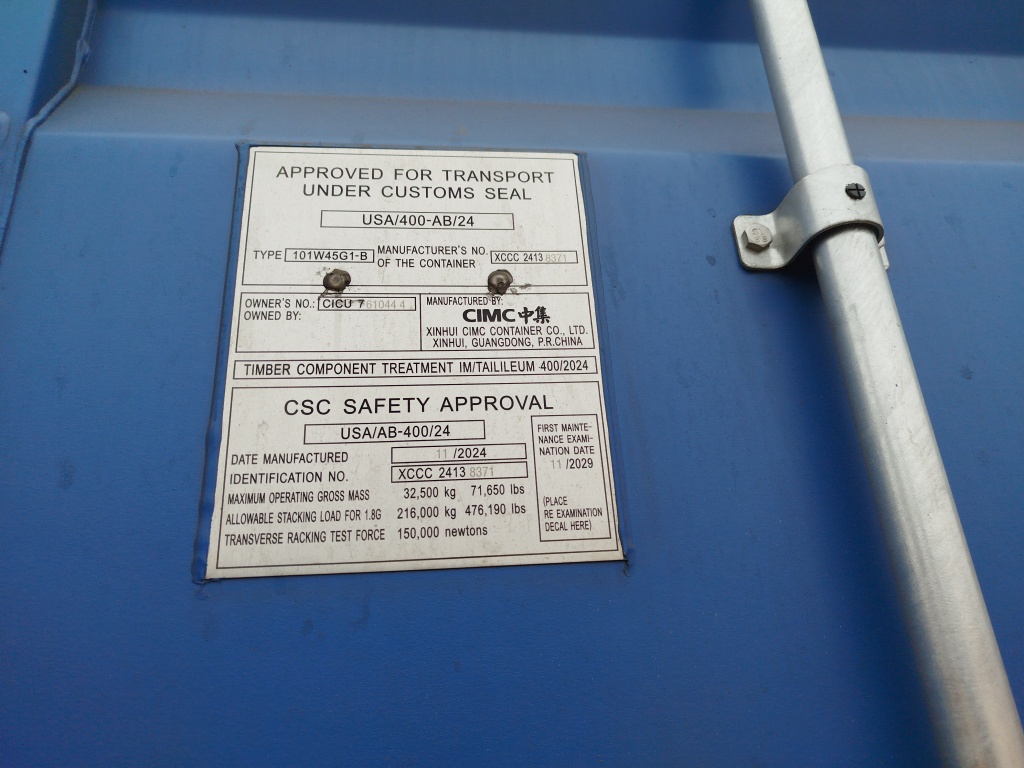 APPROVED FOR TRANSPORT
UNDER CUSTOMS SEAL
USA/400-AB/24
TYPE 101W45G1-B
MANUFACTURER'S NO.
OF THE CONTAINER
XCCC 2413 8371
OWNER'S NO.: CICU 7 61044 4
OWNED BY:
MANUFACTURED BY:
CIMC中集
XINHUI CIMC CONTAINER CO., LTD.
XINHUI, GUANGDONG, P.R.CHINA
TIMBER COMPONENT TREATMENT IM/TAILILEUM 400/2024
CSC SAFETY APPROVAL
USA/AB-400/24
DATE MANUFACTURED 11 /2024
IDENTIFICATION NO. XCCC 2413 8371
MAXIMUM OPERATING GROSS MASS 32,500 kg 71,650 lbs
ALLOWABLE STACKING LOAD FOR 1.8G 216,000 kg 476,190 lbs
TRANSVERSE RACKING TEST FORCE 150,000 newtons
FIRST MAINTE-
NANCE EXAMI-
NATION DATE
11 /2029
(PLACE
RE EXAMINATION
DECAL HERE)